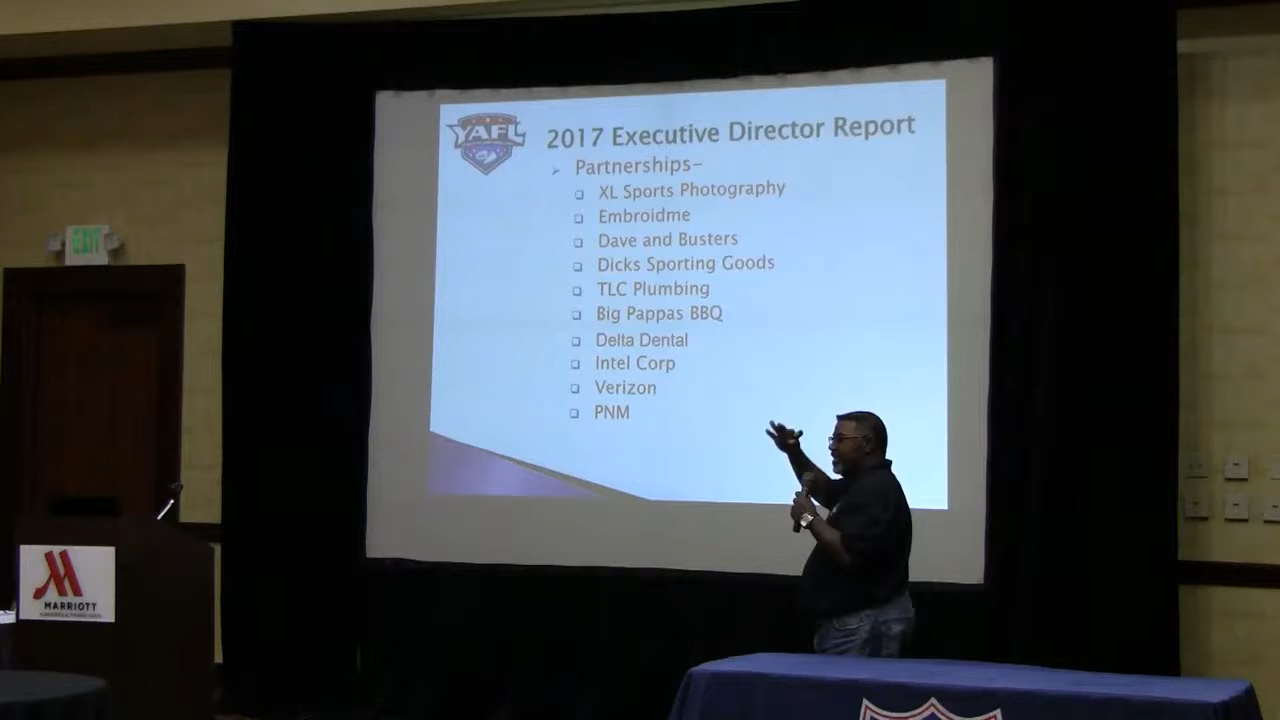 EXIT
YAFL
2017 Executive Director Report
Partnerships-
XL Sports Photography
Embroidme
Dave and Busters
Dicks Sporting Goods
TLC Plumbing
Big Pappas BBQ
Delta Dental
Intel Corp
Verizon
PNM
MARRIOTT